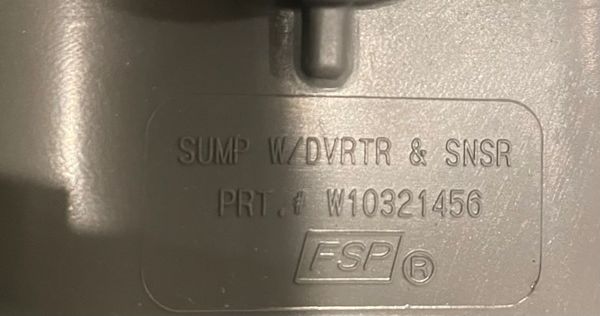 SUMP W/DVRTR & SNSR
PRT.# W10321456
FSP®